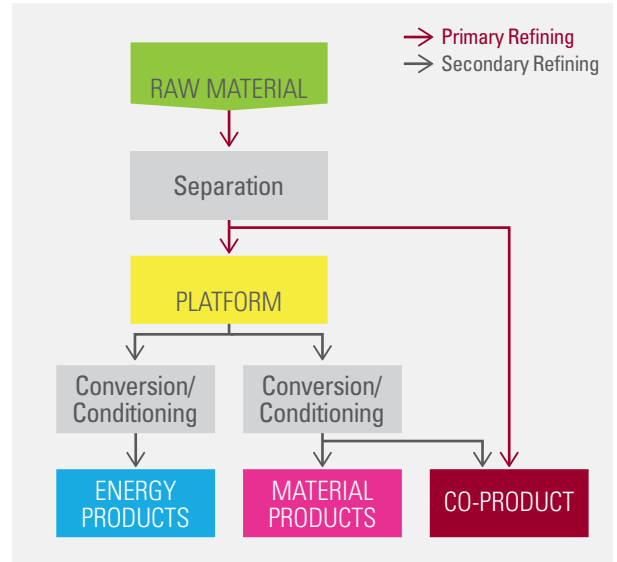 Primary Refining
Secondary Refining
RAW MATERIAL
Separation
PLATFORM
Conversion/
Conditioning
Conversion/
Conditioning
ENERGY
PRODUCTS
MATERIAL
PRODUCTS
CO-PRODUCT